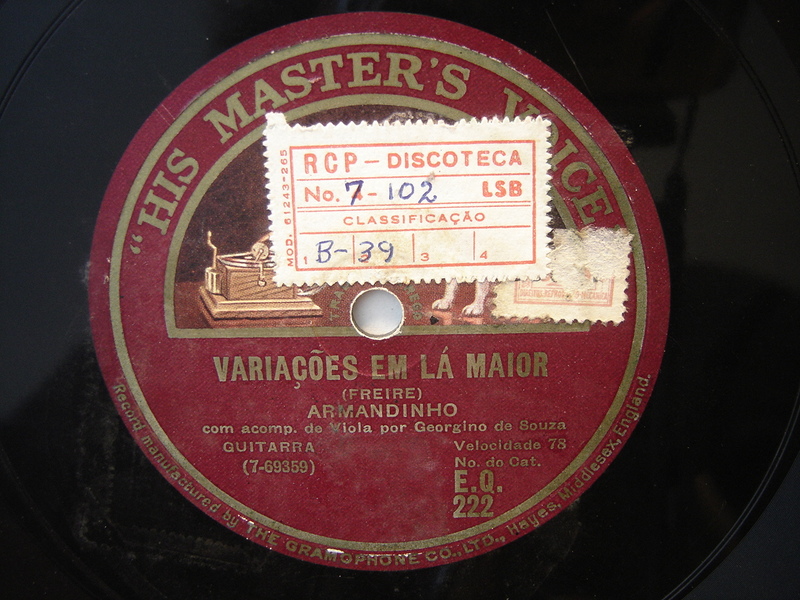 "HIS MASTER'S VOICE
RCP - DISCOTECA
No. 7-102 LSB
CLASSIFICAÇÃO
1 B-39 3 4
MOD. 61243-265
VARIAÇÕES EM LÁ MAIOR
(FREIRE)
ARMANDINHO
com acomp. de Viola por Georgino de Souza
GUITARRA
(7-69359)
Velocidade 78
No. do Cat.
E.Q.
222
Record manufactured by THE GRAMOPHONE CO., LTD., Hayes, Middlesex, England.